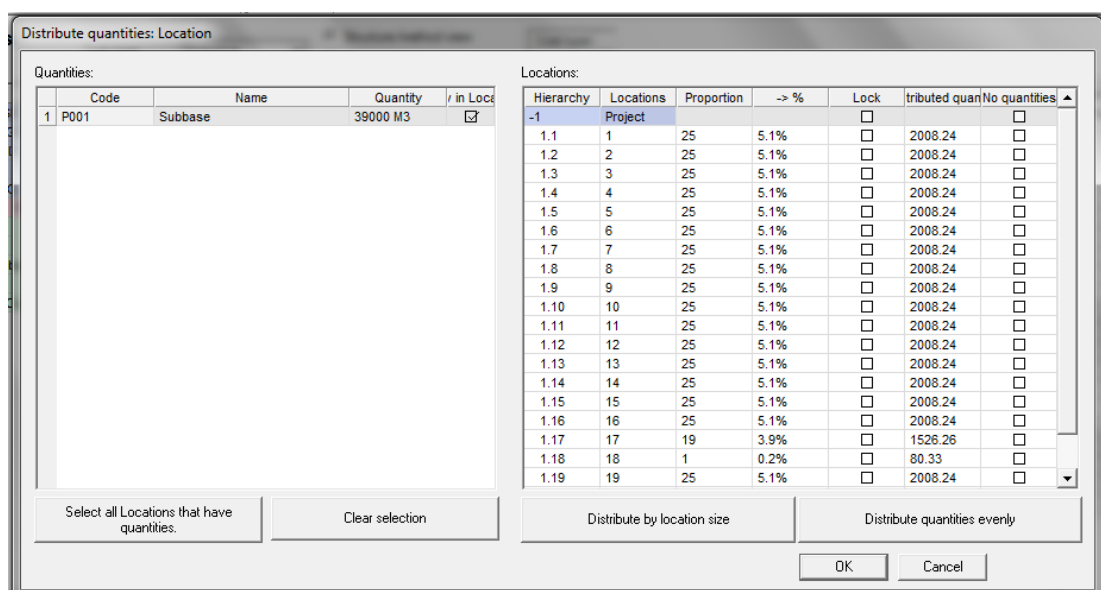 Distribute quantities: Location
Quantities:
Code Name Quantity / in Loca
1 P001 Subbase 39000 M3
Select all Locations that have
quantities.
Clear selection
Locations:
Hierarchy Locations Proportion -> % Lock tributed quan No quantities
-1 Project
1.1 1 25 5.1% 2008.24
1.2 2 25 5.1% 2008.24
1.3 3 25 5.1% 2008.24
1.4 4 25 5.1% 2008.24
1.5 5 25 5.1% 2008.24
1.6 6 25 5.1% 2008.24
1.7 7 25 5.1% 2008.24
1.8 8 25 5.1% 2008.24
1.9 9 25 5.1% 2008.24
1.10 10 25 5.1% 2008.24
1.11 11 25 5.1% 2008.24
1.12 12 25 5.1% 2008.24
1.13 13 25 5.1% 2008.24
1.14 14 25 5.1% 2008.24
1.15 15 25 5.1% 2008.24
1.16 16 25 5.1% 2008.24
1.17 17 19 3.9% 1526.26
1.18 18 1 0.2% 80.33
1.19 19 25 5.1% 2008.24
Distribute by location size
Distribute quantities evenly
OK
Cancel